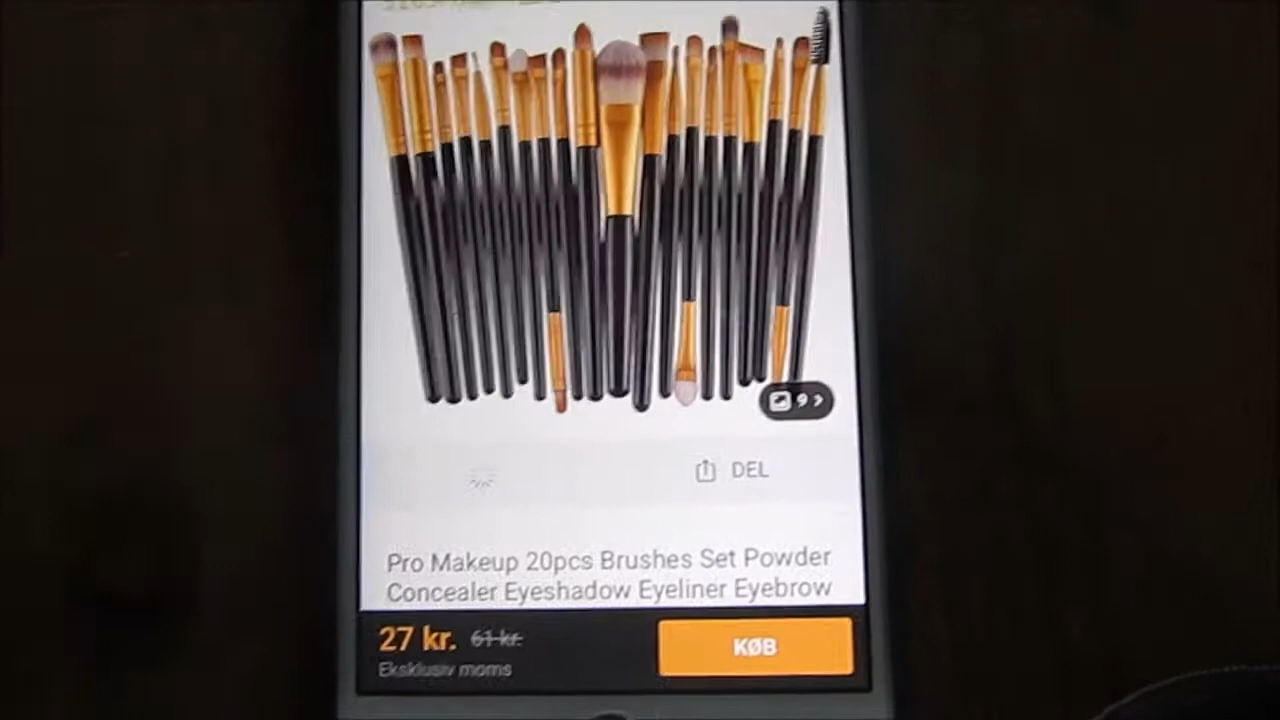 9 >
DEL
Pro Makeup 20pcs Brushes Set Powder
Concealer Eyeshadow Eyeliner Eyebrow
27 kr. 61 kr.
KØB
Eksklusiv moms